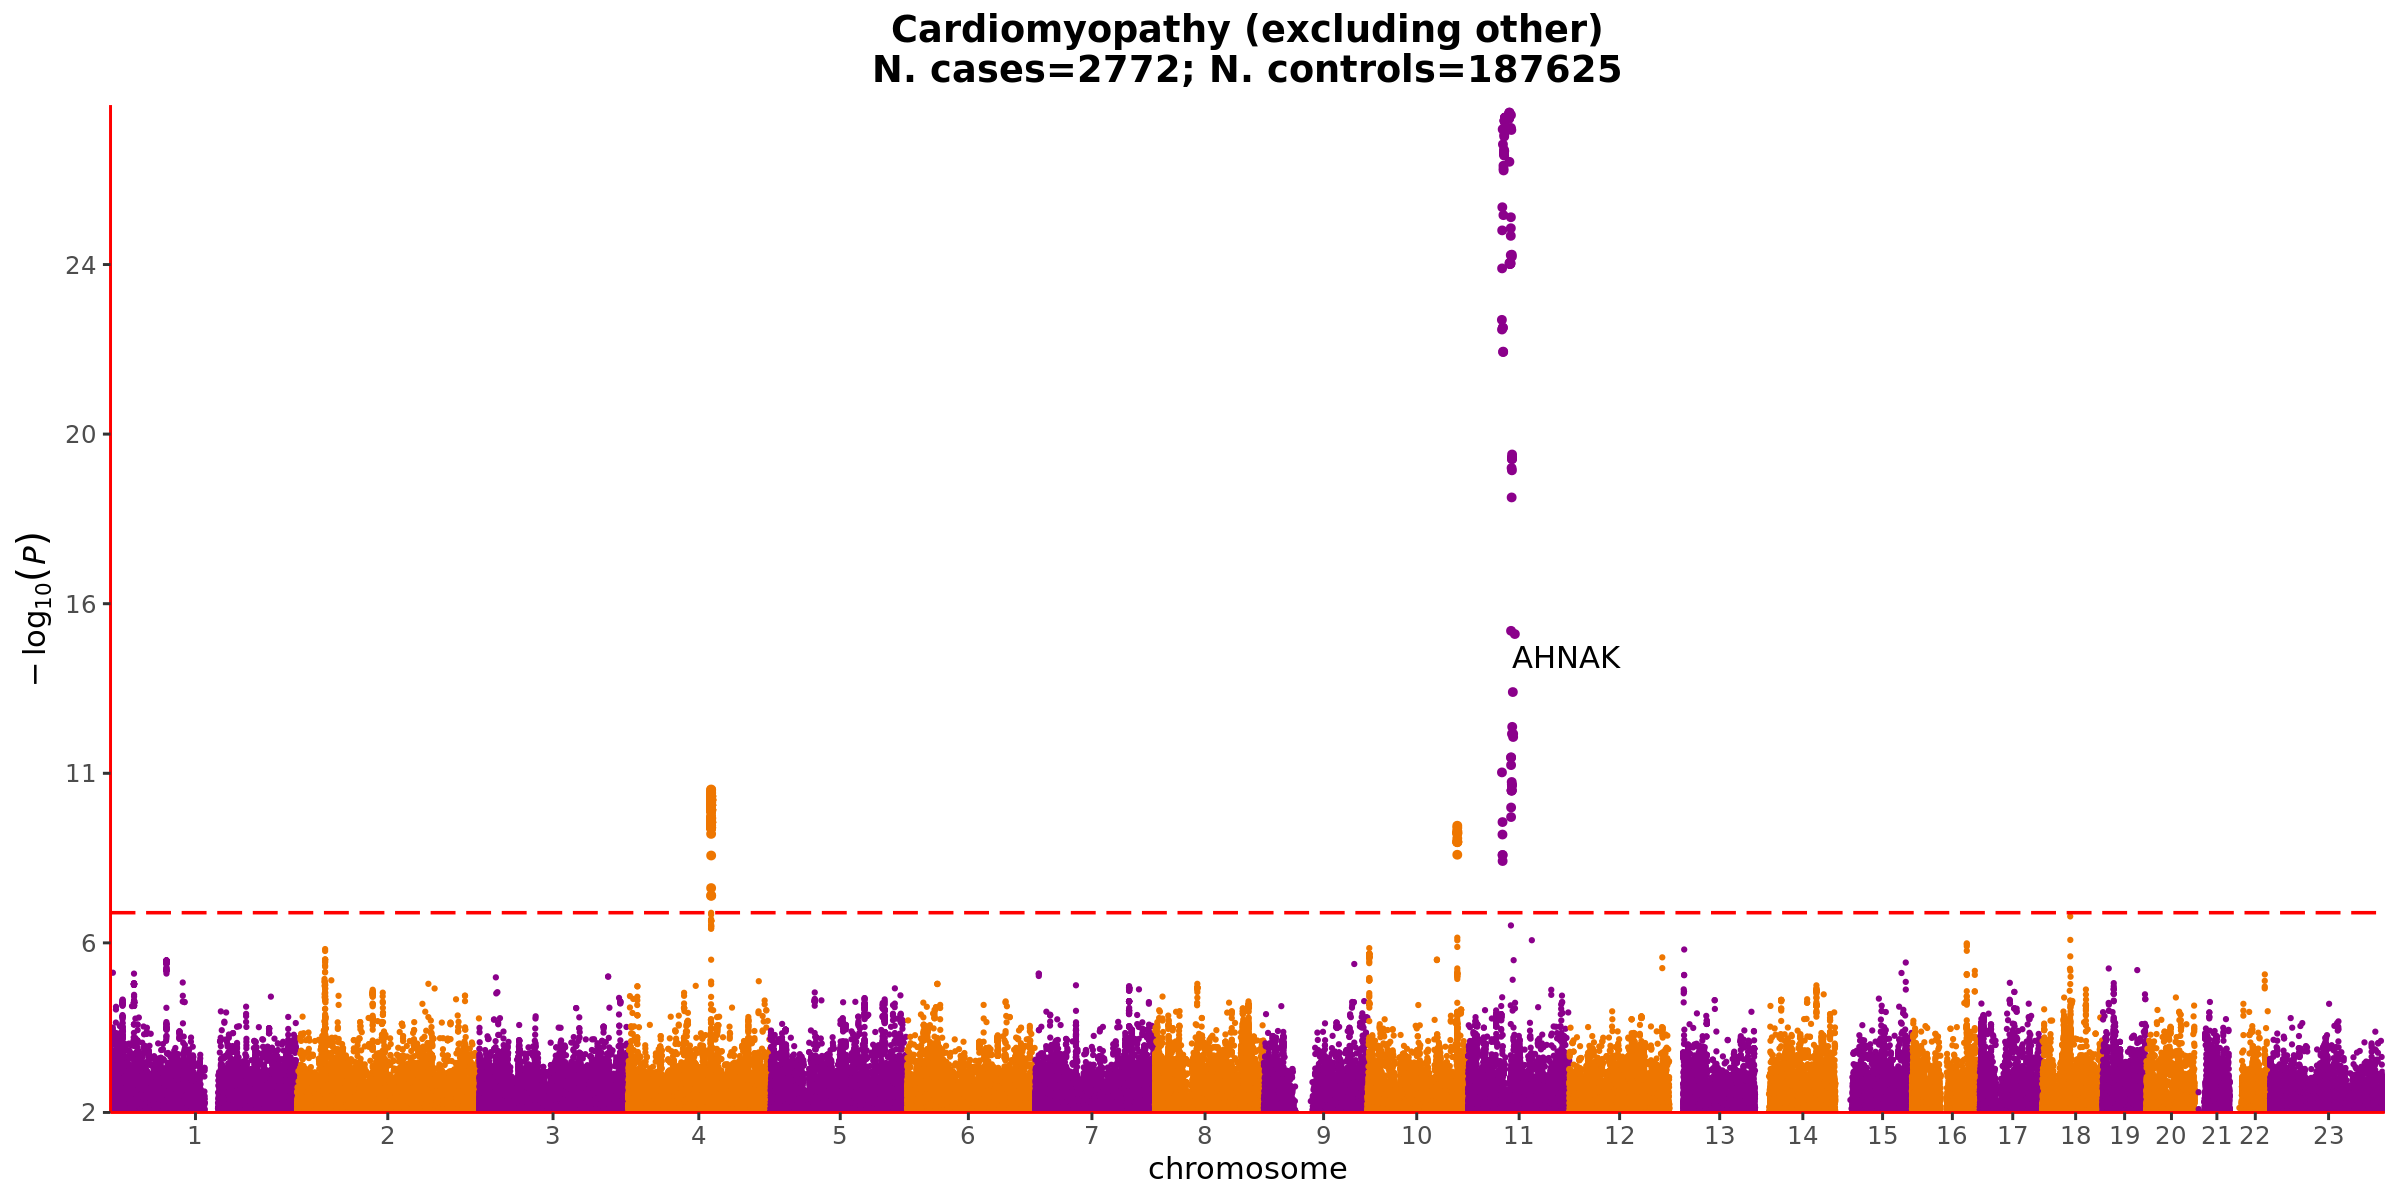 Cardiomyopathy (excluding other)
N. cases=2772; N. controls=187625
24
20
16
11
6
2
−log₁₀(P)
AHNAK
1 2 3 4 5 6 7 8 9 10 11 12 13 14 15 16 17 18 19 20 21 22 23
chromosome